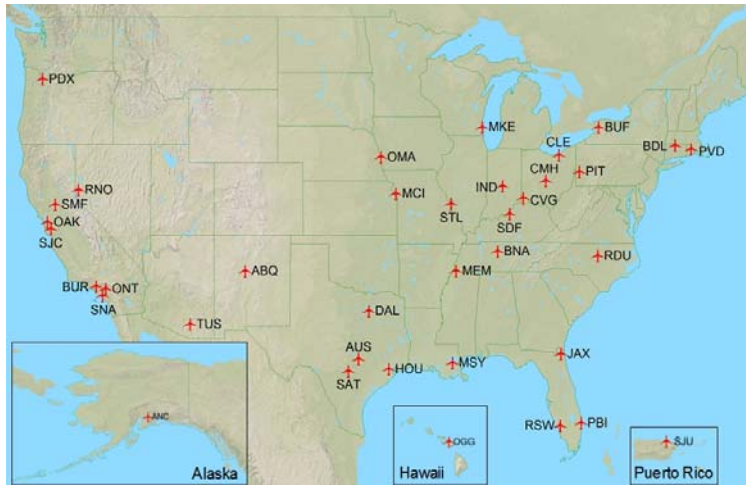 PDX
MKE
BUF
CLE
BDL
PVD
OMA
CMH
PIT
RNO
MCI
IND
SMF
CVG
STL
OAK
SDF
SJC
BNA
RDU
ABQ
MEM
BUR
ONT
SNA
DAL
TUS
AUS
JAX
MSY
HOU
SAT
ANC
RSW
PBI
OGG
SJU
Alaska
Hawaii
Puerto Rico